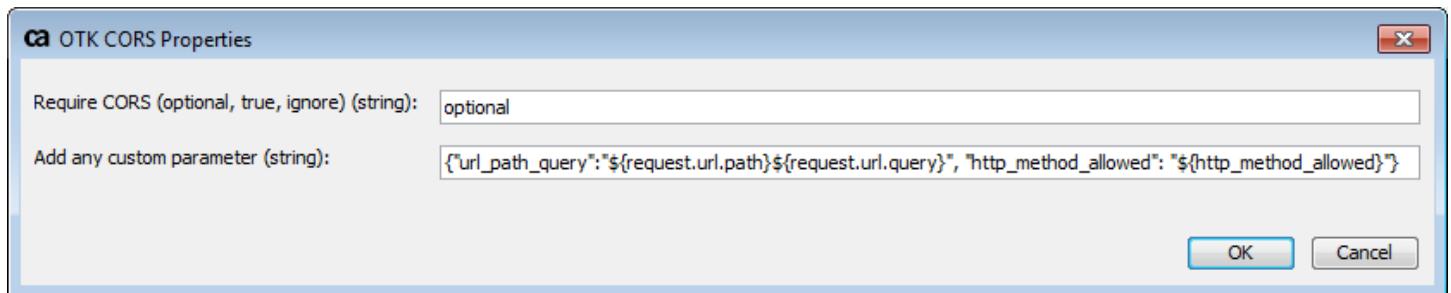 ca OTK CORS Properties
Require CORS (optional, true, ignore) (string): optional
Add any custom parameter (string): {"url_path_query":"${request.url.path}${request.url.query}", "http_method_allowed": "${http_method_allowed}"}
OK Cancel